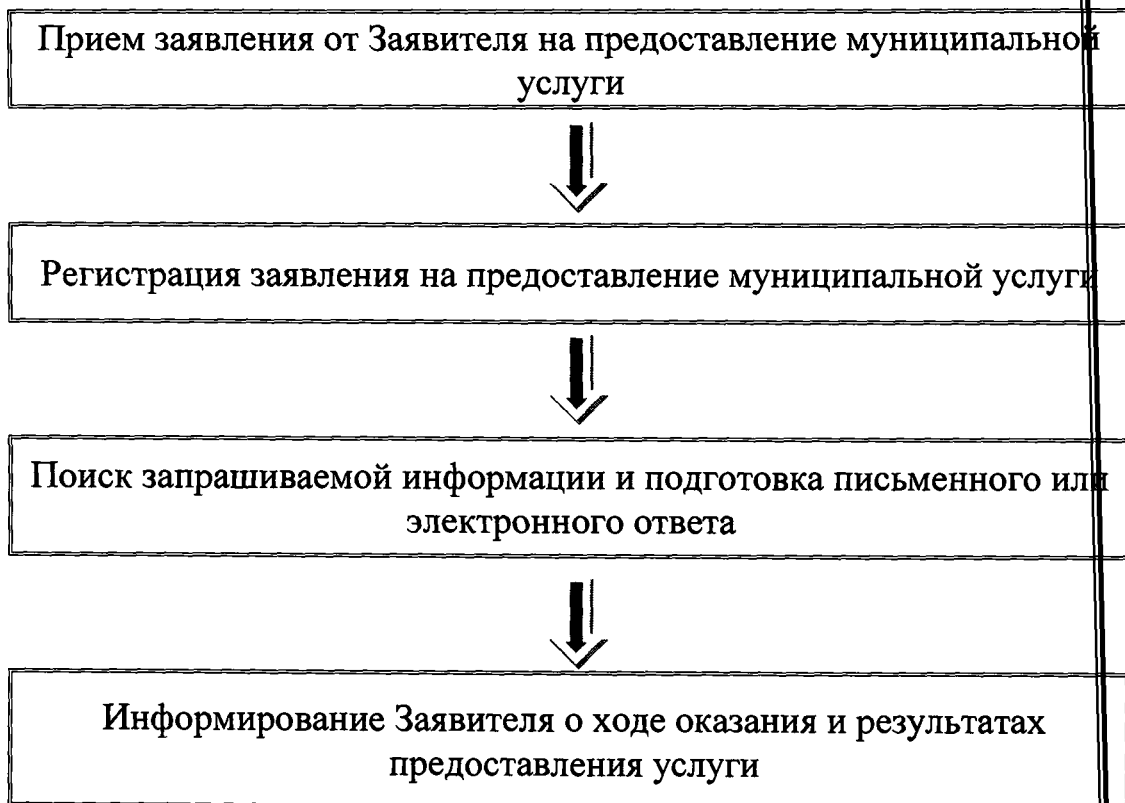 Прием заявления от Заявителя на предоставление муниципальной
услуги
Регистрация заявления на предоставление муниципальной услуги
Поиск запрашиваемой информации и подготовка письменного или
электронного ответа
Информирование Заявителя о ходе оказания и результатах
предоставления услуги